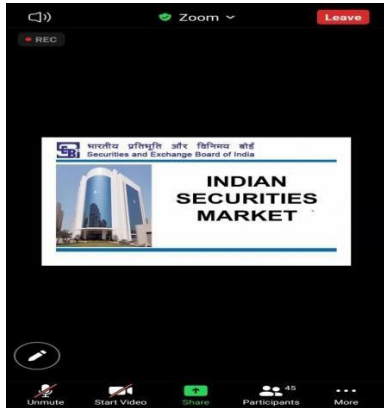 Zoom
Leave
REC
SEBI
भारतीय प्रतिभूति और विनिमय बोर्ड
Securities and Exchange Board of India
INDIAN
SECURITIES
MARKET
45
Unmute Start Video Share Participants More